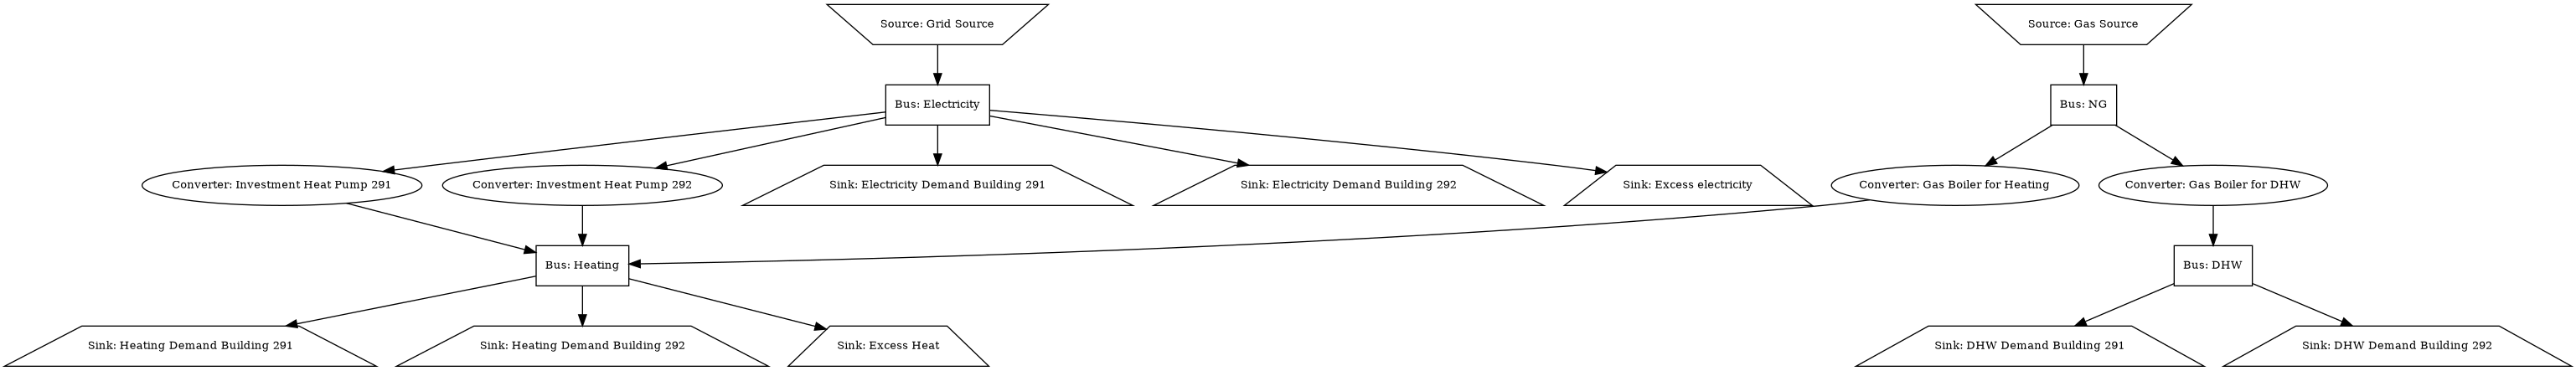 Source: Grid Source
Source: Gas Source
Bus: Electricity
Bus: NG
Converter: Investment Heat Pump 291
Converter: Investment Heat Pump 292
Sink: Electricity Demand Building 291
Sink: Electricity Demand Building 292
Sink: Excess electricity
Converter: Gas Boiler for Heating
Converter: Gas Boiler for DHW
Bus: Heating
Bus: DHW
Sink: Heating Demand Building 291
Sink: Heating Demand Building 292
Sink: Excess Heat
Sink: DHW Demand Building 291
Sink: DHW Demand Building 292